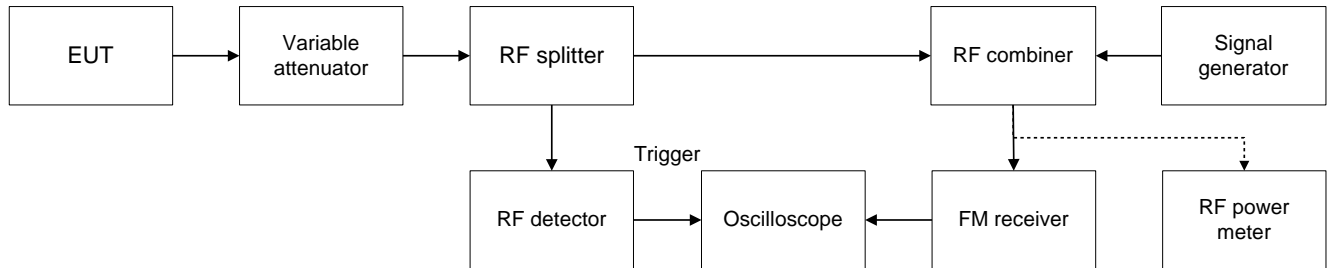 EUT
Variable
attenuator
RF splitter
RF combiner
Signal
generator
Trigger
RF detector
Oscilloscope
FM receiver
RF power
meter